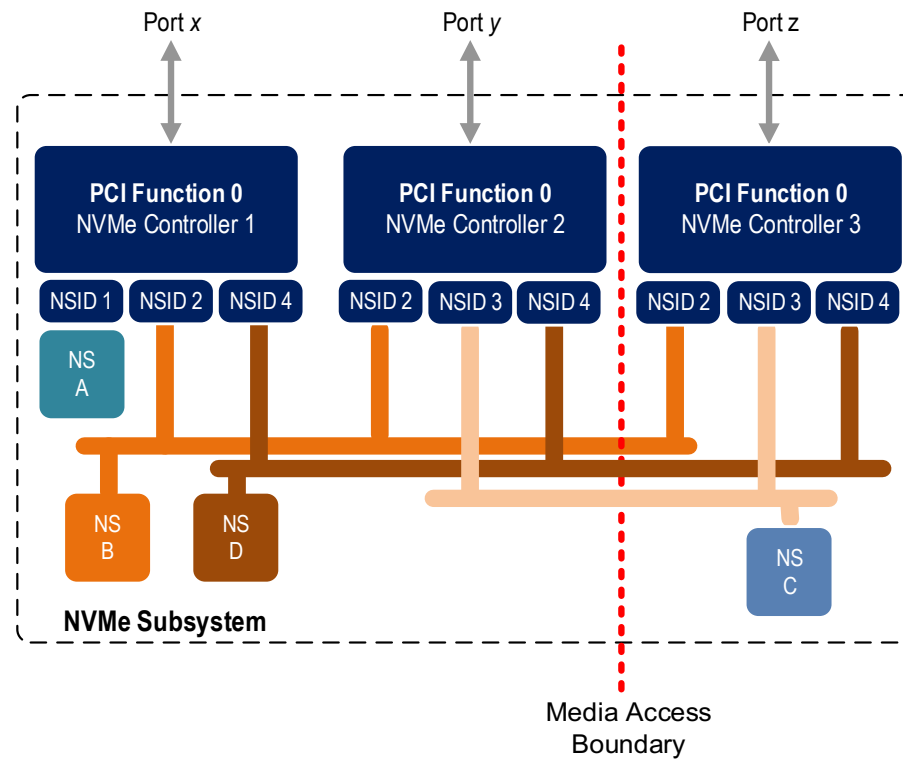 Port x
Port y
Port z
PCI Function 0
NVMe Controller 1
PCI Function 0
NVMe Controller 2
PCI Function 0
NVMe Controller 3
NSID 1
NSID 2
NSID 4
NSID 2
NSID 3
NSID 4
NSID 2
NSID 3
NSID 4
NS
A
NS
B
NS
D
NS
C
NVMe Subsystem
Media Access
Boundary